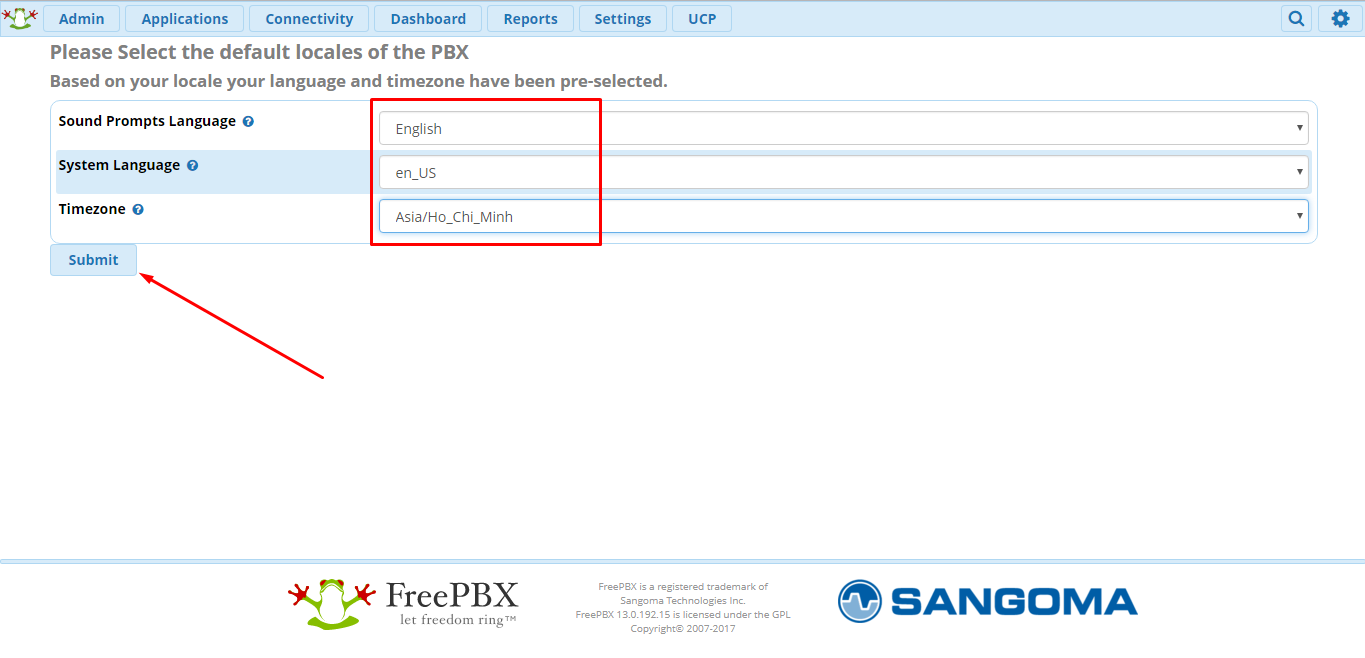 Admin Applications Connectivity Dashboard Reports Settings UCP
Please Select the default locales of the PBX
Based on your locale your language and timezone have been pre-selected.
Sound Prompts Language
English
System Language
en_US
Timezone
Asia/Ho_Chi_Minh
Submit
FreePBX
let freedom ring™
FreePBX is a registered trademark of
Sangoma Technologies Inc.
FreePBX 13.0.192.15 is licensed under the GPL
Copyright© 2007-2017
SANGOMA